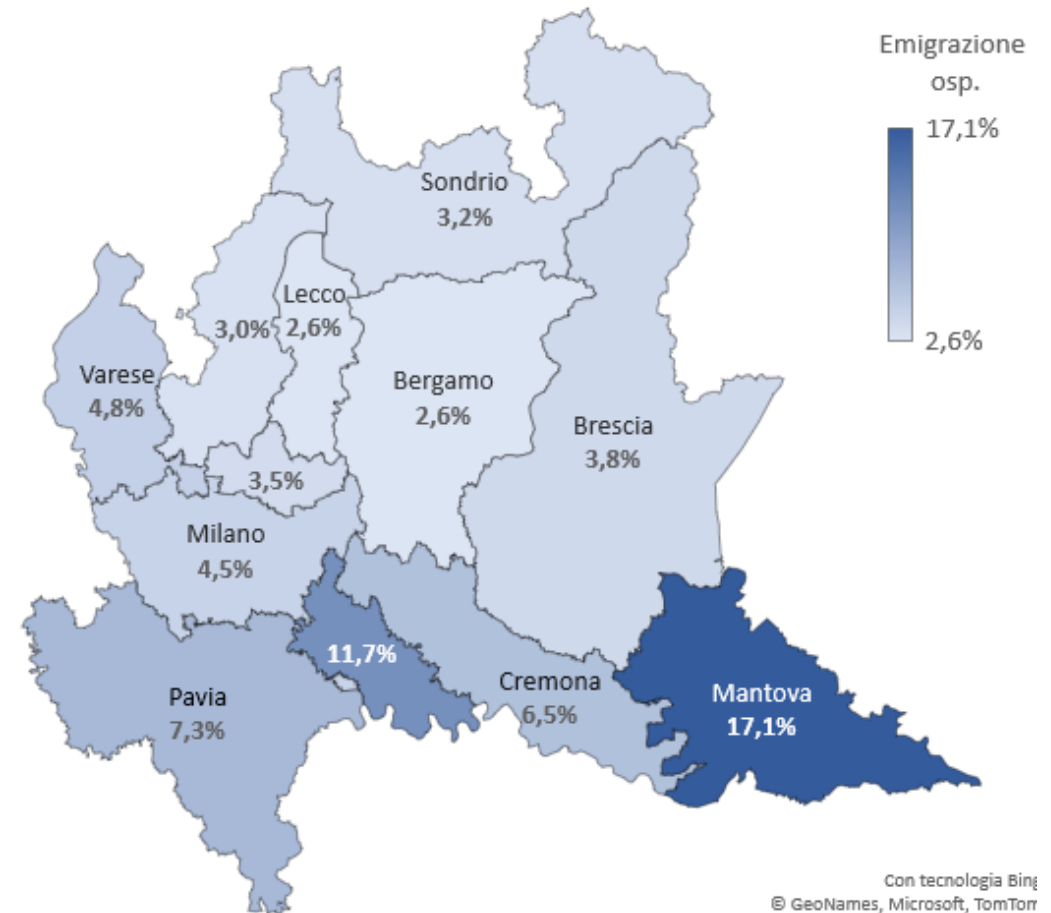 Emigrazione
osp.
17,1%
2,6%
Sondrio
3,2%
Lecco
2,6%
3,0%
Varese
4,8%
Bergamo
2,6%
Brescia
3,8%
3,5%
Milano
4,5%
11,7%
Cremona
6,5%
Mantova
17,1%
Pavia
7,3%
Con tecnologia Bing
© GeoNames, Microsoft, TomTom